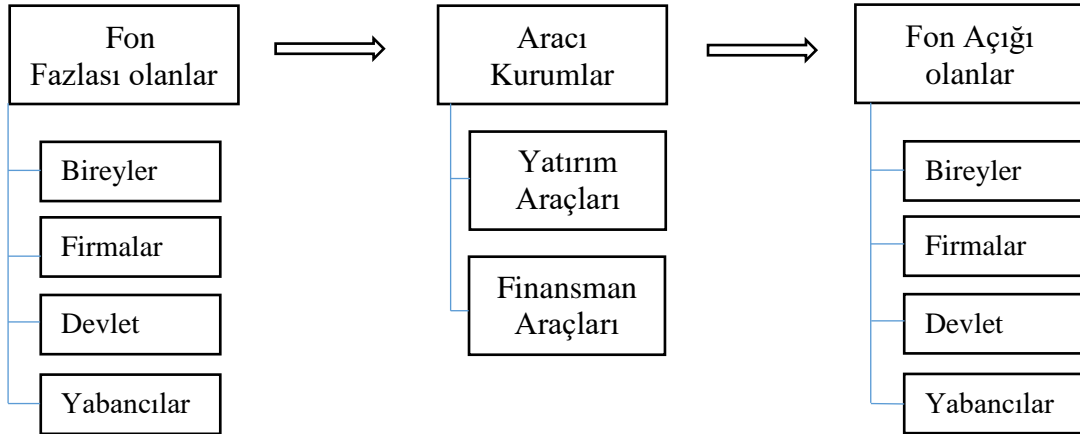 Fon
Fazlası olanlar
Bireyler
Firmalar
Devlet
Yabancılar
Aracı
Kurumlar
Yatırım
Araçları
Finansman
Araçları
Fon Açığı
olanlar
Bireyler
Firmalar
Devlet
Yabancılar